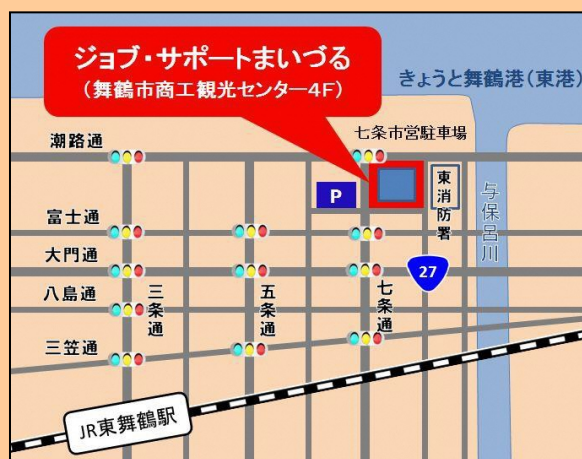 ジョブ・サポートまいづる
（舞鶴市商工観光センター4F）
きょうと舞鶴港（東港）
七条市営駐車場
潮路通
P
東消防署
与保呂川
富士通
大門通
27
八島通
三条通
五条通
七条通
三笠通
JR東舞鶴駅